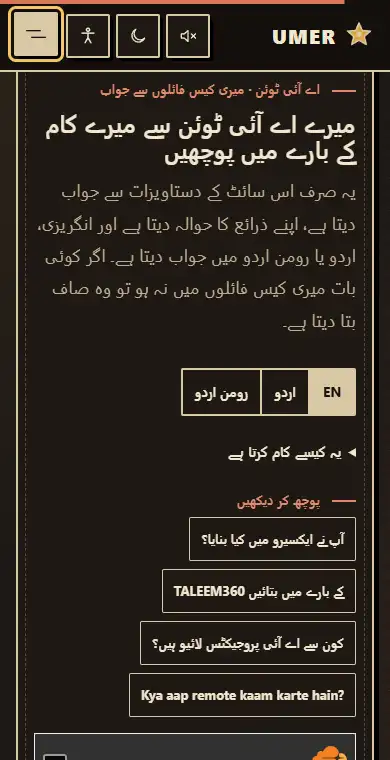 UMER
اے آئی ٹوئن · میری کیس فائلوں سے جواب
میرے اے آئی ٹوئن سے میرے کام
کے بارے میں پوچھیں
یہ صرف اس سائٹ کے دستاویزات سے جواب
دیتا ہے، اپنے ذرائع کا حوالہ دیتا ہے اور انگریزی،
اردو یا رومن اردو میں جواب دیتا ہے۔ اگر کوئی
بات میری کیس فائلوں میں نہ ہو تو وہ صاف
بتا دیتا ہے۔
EN اردو رومن اردو
یہ کیسے کام کرتا ہے
پوچھ کر دیکھیں
آپ نے ایکسیرو میں کیا بنایا؟
TALEEM360 کے بارے میں بتائیں
کون سے اے آئی پروجیکٹس لائیو ہیں؟
Kya aap remote kaam karte hain?